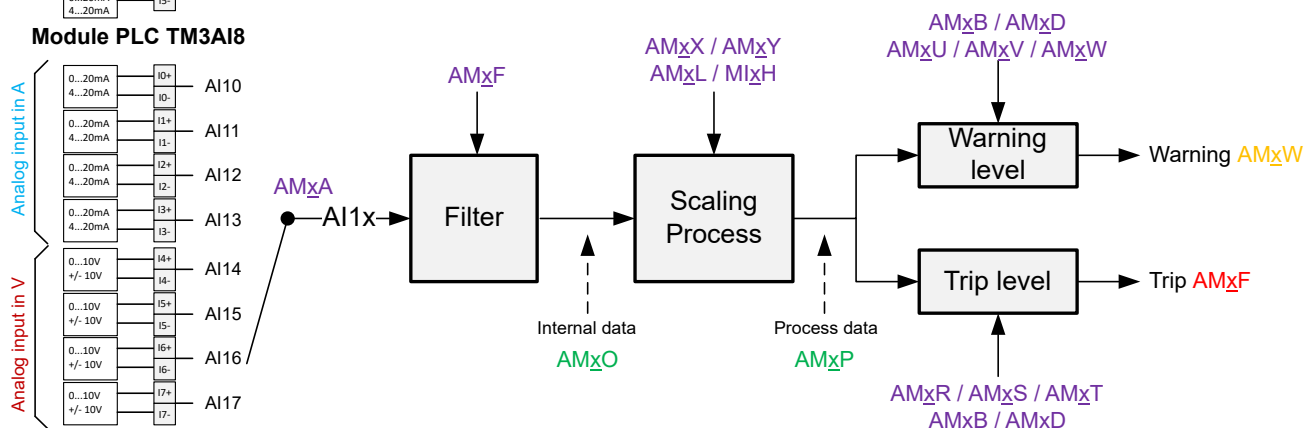 4...20mA
Module PLC TM3AI8
Analog input in A
0...20mA
4...20mA
I0+
I0-
AI10
0...20mA
4...20mA
I1+
I1-
AI11
0...20mA
4...20mA
I2+
I2-
AI12
0...20mA
4...20mA
I3+
I3-
AI13
Analog input in V
0...10V
+/- 10V
I4+
I4-
AI14
0...10V
+/- 10V
I5+
I5-
AI15
0...10V
+/- 10V
I6+
I6-
AI16
0...10V
+/- 10V
I7+
I7-
AI17
AMxA
AI1x
AMxF
Filter
Internal data
AMxO
AMxX / AMxY
AMxL / MIxH
Scaling
Process
Process data
AMxP
AMxB / AMxD
AMxU / AMxV / AMxW
Warning
level
Warning AMxW
Trip level
Trip AMxF
AMxR / AMxS / AMxT
AMxB / AMxD